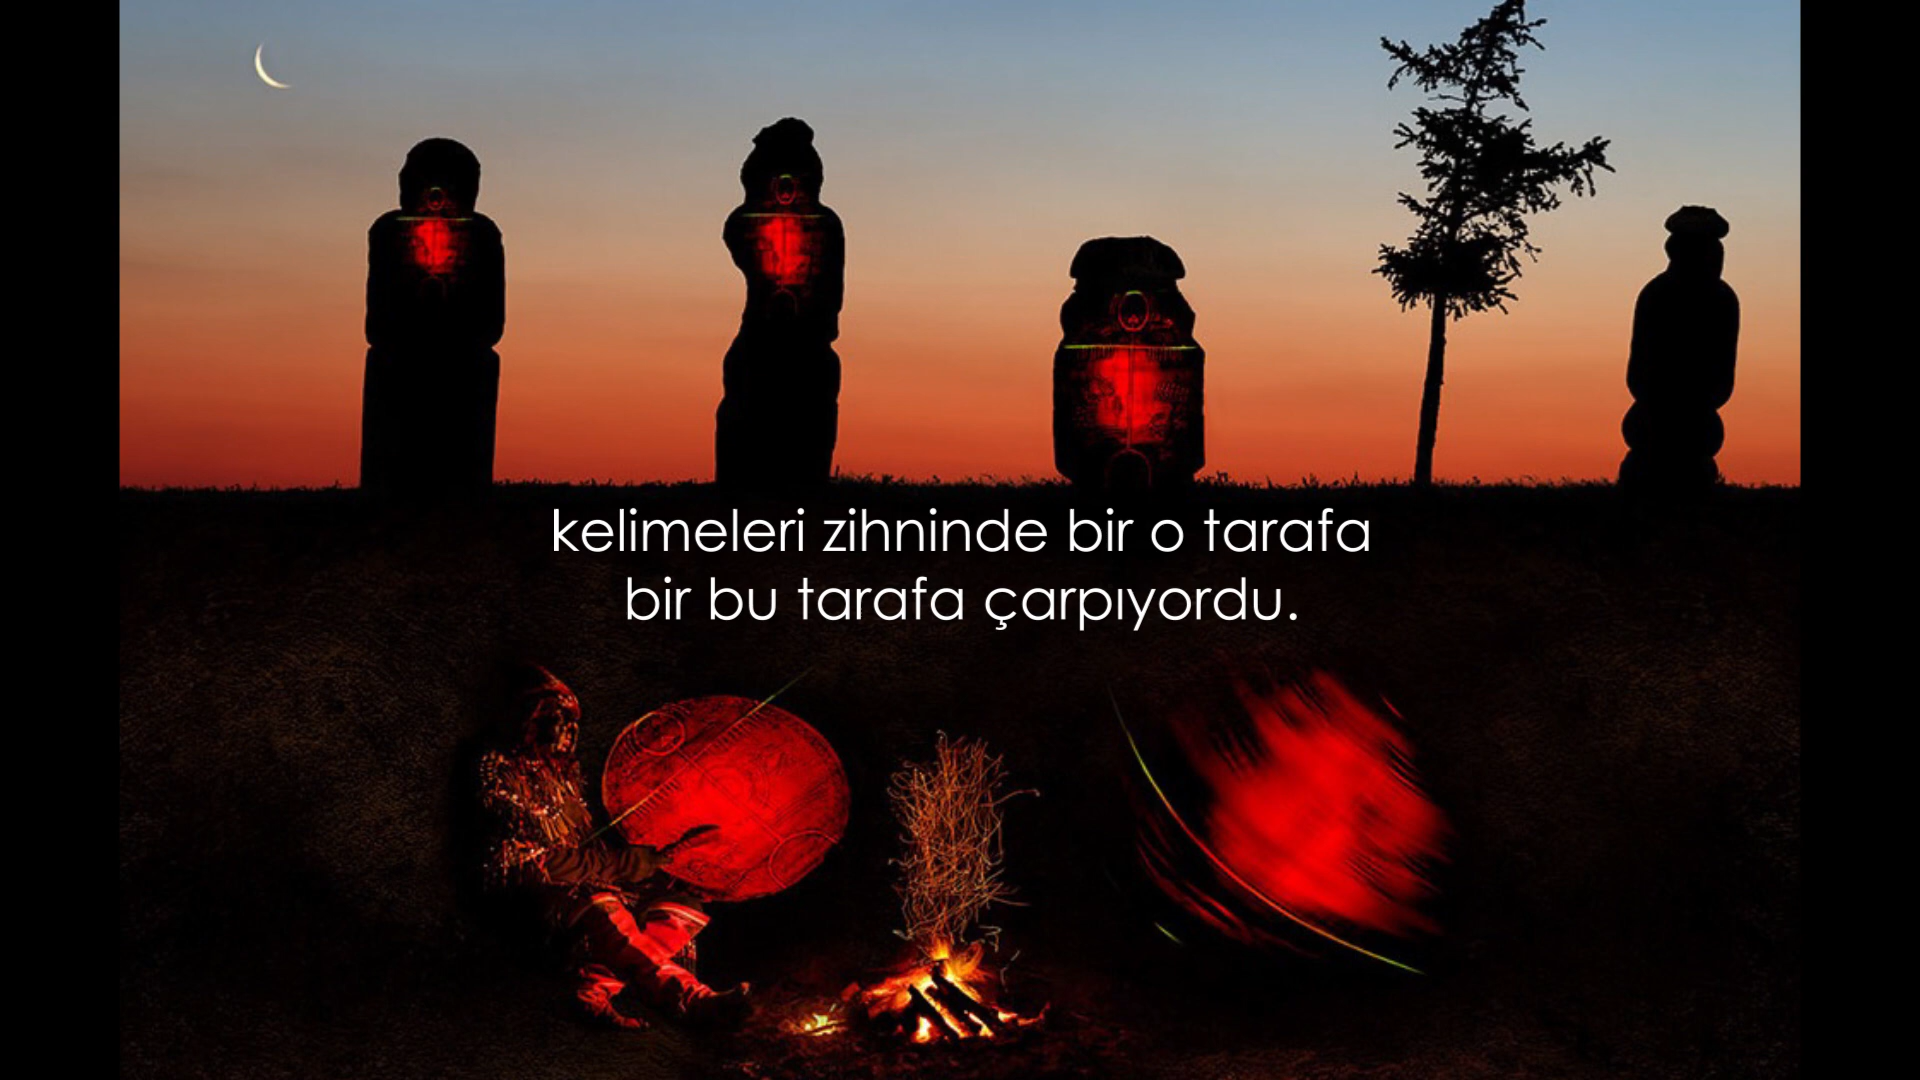 kelimeleri zihninde bir o tarafa
bir bu tarafa çarpıyordu.